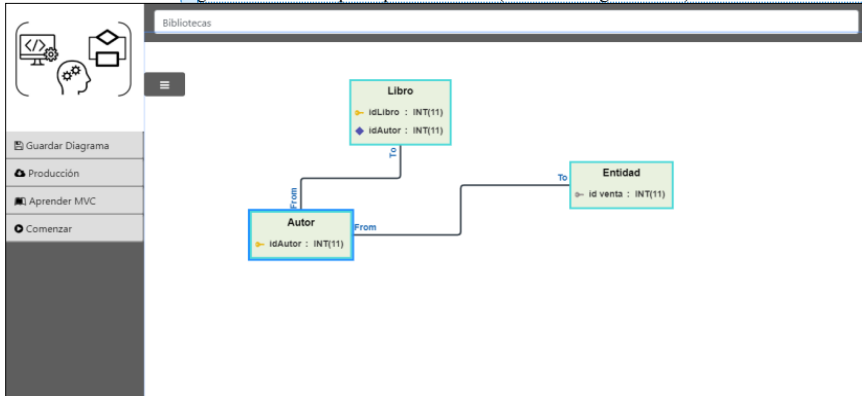 Bibliotecas
</>
Libro
idLibro : INT(11)
idAutor : INT(11)
To
From
Autor
idAutor : INT(11)
From
To
Entidad
id venta : INT(11)
Guardar Diagrama
Producción
Aprender MVC
Comenzar